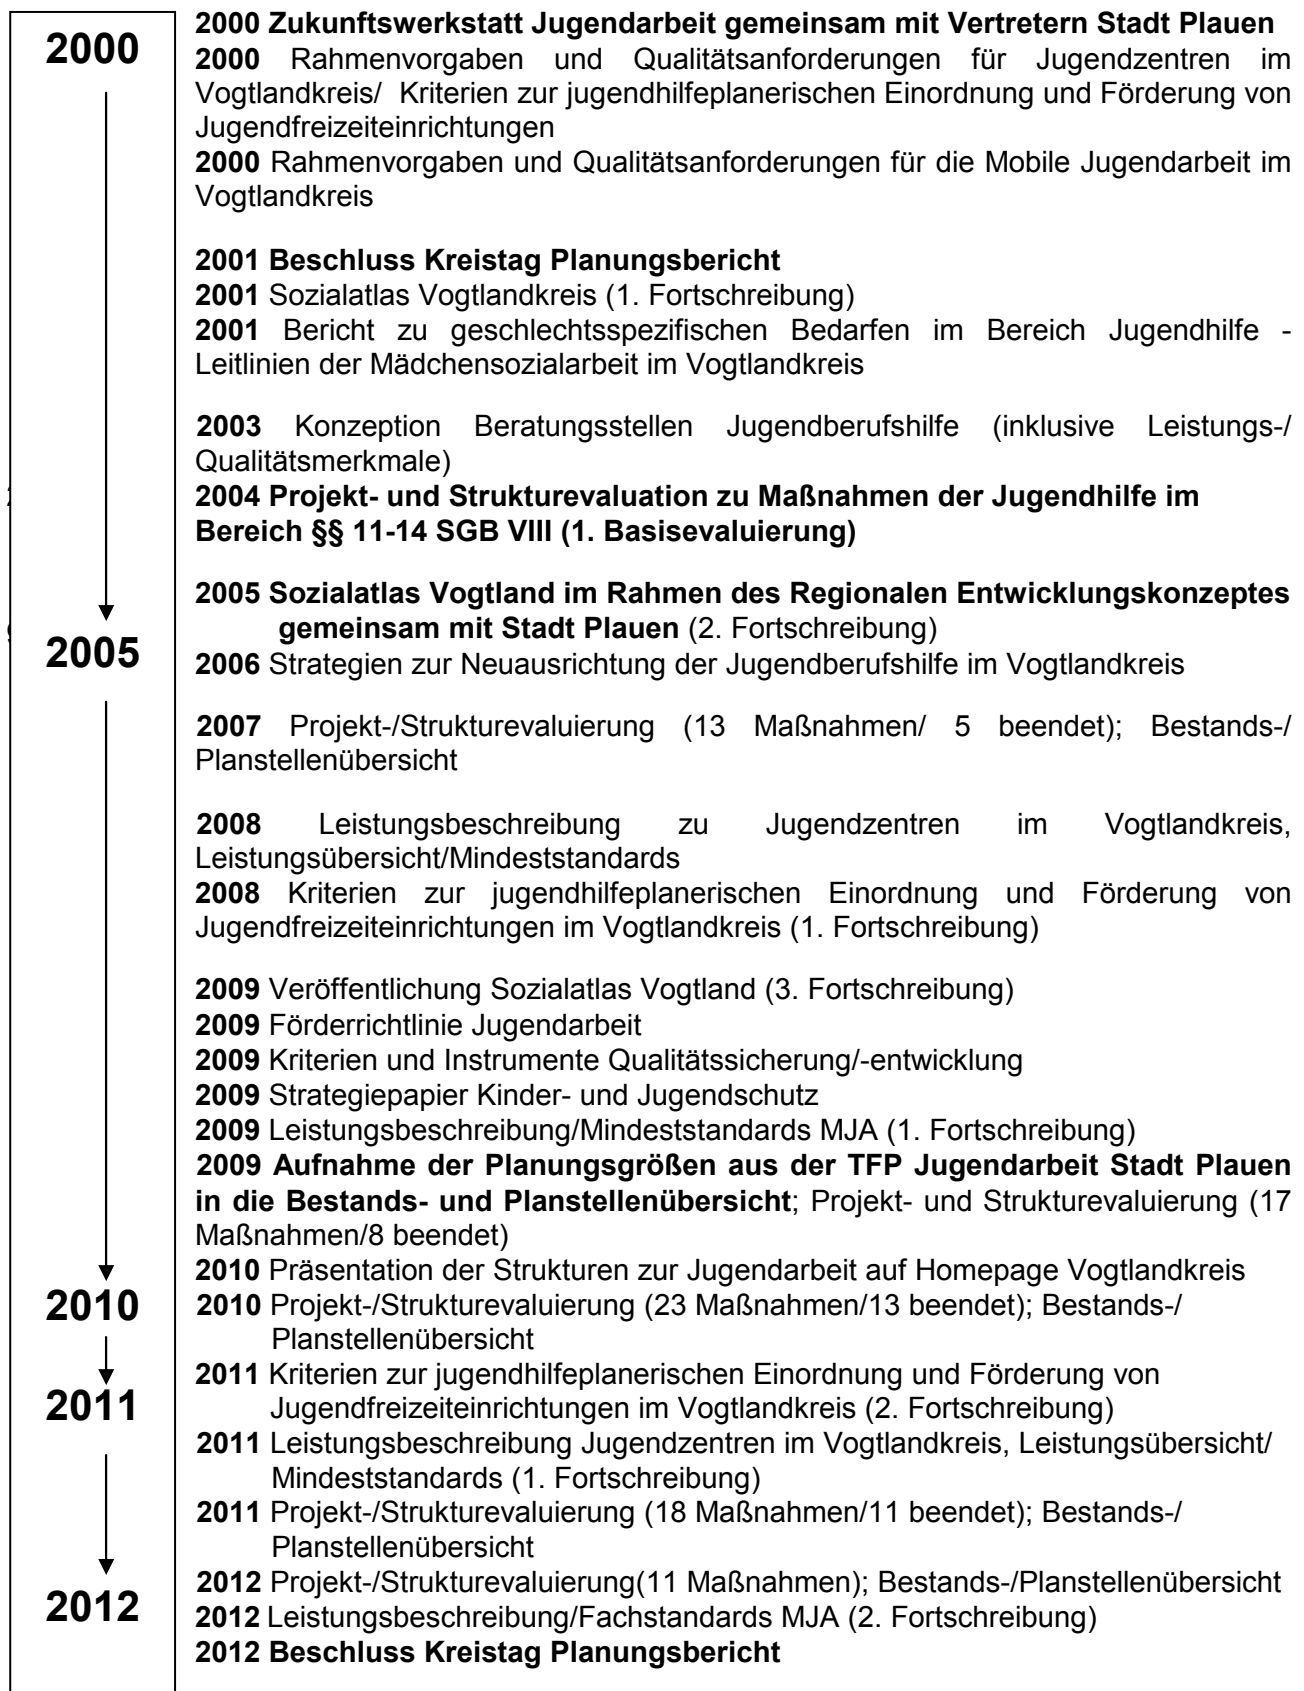 2000
2000 Zukunftswerkstatt Jugendarbeit gemeinsam mit Vertretern Stadt Plauen
2000 Rahmenvorgaben und Qualitätsanforderungen für Jugendzentren im
Vogtlandkreis/ Kriterien zur jugendhilfeplanerischen Einordnung und Förderung von
Jugendfreizeiteinrichtungen
2000 Rahmenvorgaben und Qualitätsanforderungen für die Mobile Jugendarbeit im
Vogtlandkreis
2001 Beschluss Kreistag Planungsbericht
2001 Sozialatlas Vogtlandkreis (1. Fortschreibung)
2001 Bericht zu geschlechtsspezifischen Bedarfen im Bereich Jugendhilfe -
Leitlinien der Mädchensozialarbeit im Vogtlandkreis
2003 Konzeption Beratungsstellen Jugendberufshilfe (inklusive Leistungs-/
Qualitätsmerkmale)
2004 Projekt- und Strukturevaluation zu Maßnahmen der Jugendhilfe im
Bereich §§ 11-14 SGB VIII (1. Basisevaluierung)
2005 Sozialatlas Vogtland im Rahmen des Regionalen Entwicklungskonzeptes
gemeinsam mit Stadt Plauen (2. Fortschreibung)
2005
2006 Strategien zur Neuausrichtung der Jugendberufshilfe im Vogtlandkreis
2007 Projekt-/Strukturevaluierung (13 Maßnahmen/ 5 beendet); Bestands-/
Planstellenübersicht
2008 Leistungsbeschreibung zu Jugendzentren im Vogtlandkreis,
Leistungsübersicht/Mindeststandards
2008 Kriterien zur jugendhilfeplanerischen Einordnung und Förderung von
Jugendfreizeiteinrichtungen im Vogtlandkreis (1. Fortschreibung)
2009 Veröffentlichung Sozialatlas Vogtland (3. Fortschreibung)
2009 Förderrichtlinie Jugendarbeit
2009 Kriterien und Instrumente Qualitätssicherung/-entwicklung
2009 Strategiepapier Kinder- und Jugendschutz
2009 Leistungsbeschreibung/Mindeststandards MJA (1. Fortschreibung)
2009 Aufnahme der Planungsgrößen aus der TFP Jugendarbeit Stadt Plauen
in die Bestands- und Planstellenübersicht; Projekt- und Strukturevaluierung (17
Maßnahmen/8 beendet)
2010 Präsentation der Strukturen zur Jugendarbeit auf Homepage Vogtlandkreis
2010
2010 Projekt-/Strukturevaluierung (23 Maßnahmen/13 beendet); Bestands-/
Planstellenübersicht
2011 Kriterien zur jugendhilfeplanerischen Einordnung und Förderung von
2011
Jugendfreizeiteinrichtungen im Vogtlandkreis (2. Fortschreibung)
2011 Leistungsbeschreibung Jugendzentren im Vogtlandkreis, Leistungsübersicht/
Mindeststandards (1. Fortschreibung)
2011 Projekt-/Strukturevaluierung (18 Maßnahmen/11 beendet); Bestands-/
Planstellenübersicht
2012 Projekt-/Strukturevaluierung(11 Maßnahmen); Bestands-/Planstellenübersicht
2012
2012 Leistungsbeschreibung/Fachstandards MJA (2. Fortschreibung)
2012 Beschluss Kreistag Planungsbericht